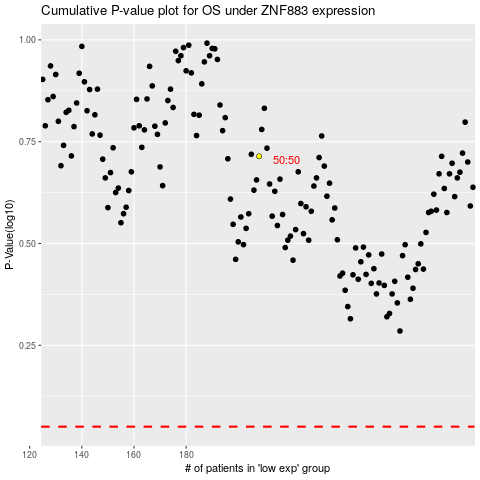 Cumulative P-value plot for OS under ZNF883 expression
1.00
0.75
0.50
0.25
P-Value(log10)
50:50
120 140 160 180
# of patients in 'low exp' group